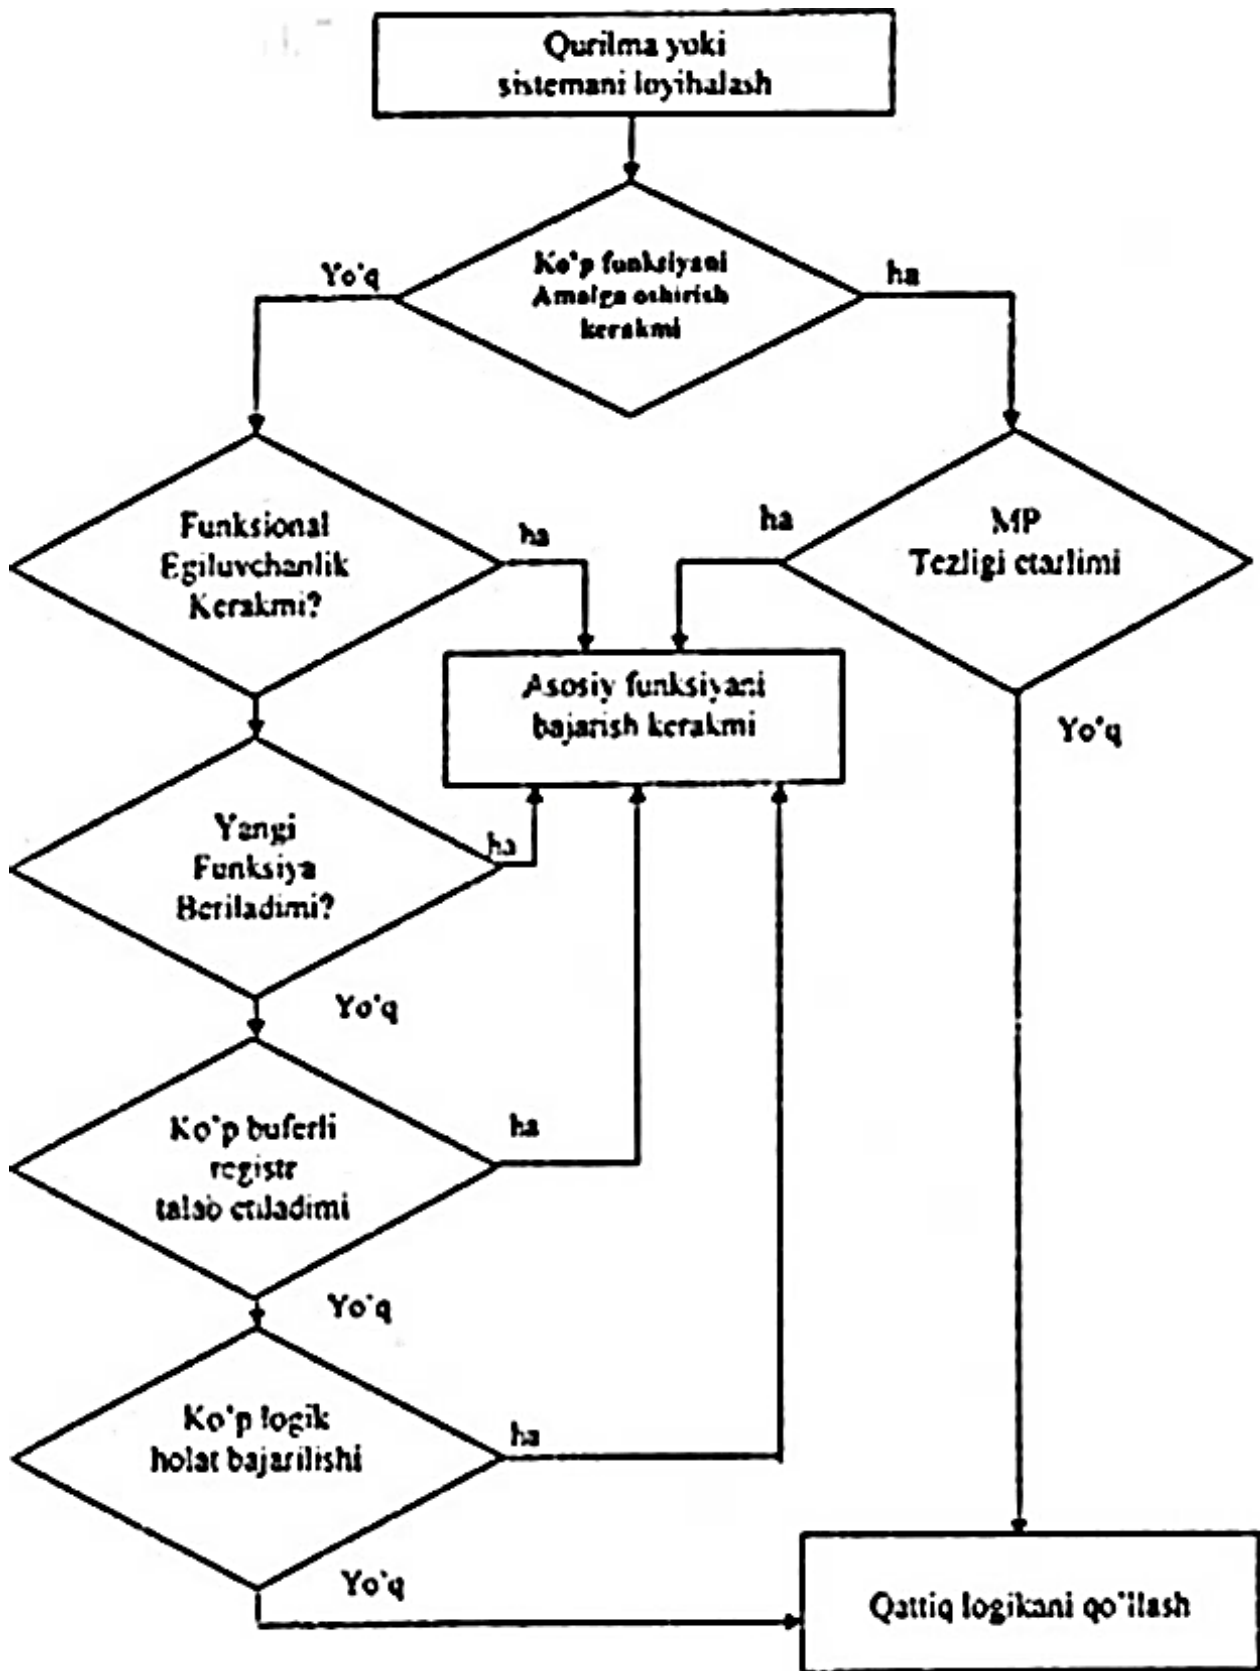 Qurilma yoki
sistemani loyihalash
Ko'p funksiyani
Amalga oshirish
kerakmi
Yo'q
ha
Funksional
Egiluvchanlik
Kerakmi?
ha
ha
MP
Tezligi etarlimi
Asosiy funksiyani
bajarish kerakmi
Yo'q
Yangi
Funksiya
Beriladimi?
ha
Yo'q
Ko'p buferli
registr
talab etiladimi
ha
Yo'q
Ko'p logik
holat bajarilishi
ha
Yo'q
Qattiq logikani qo'ilash